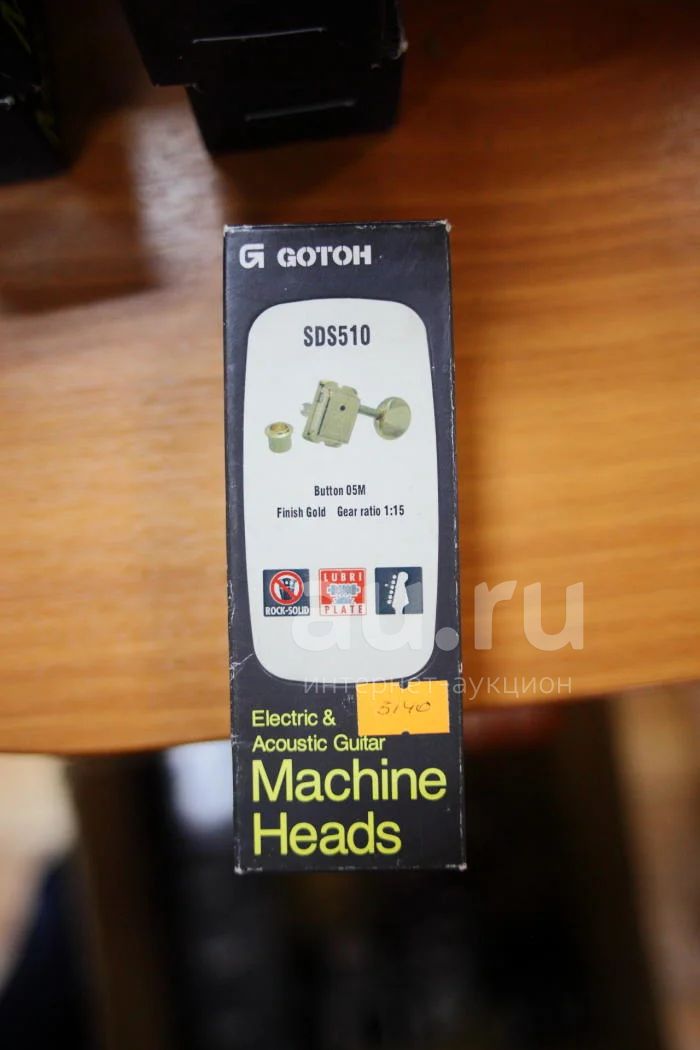 GOTOH
SDS510
Button 05M
Finish Gold Gear ratio 1:15
ROCK-SOLID
LUBRI
PLATE
au.ru
интернет-аукцион
5140
Electric &
Acoustic Guitar
Machine
Heads